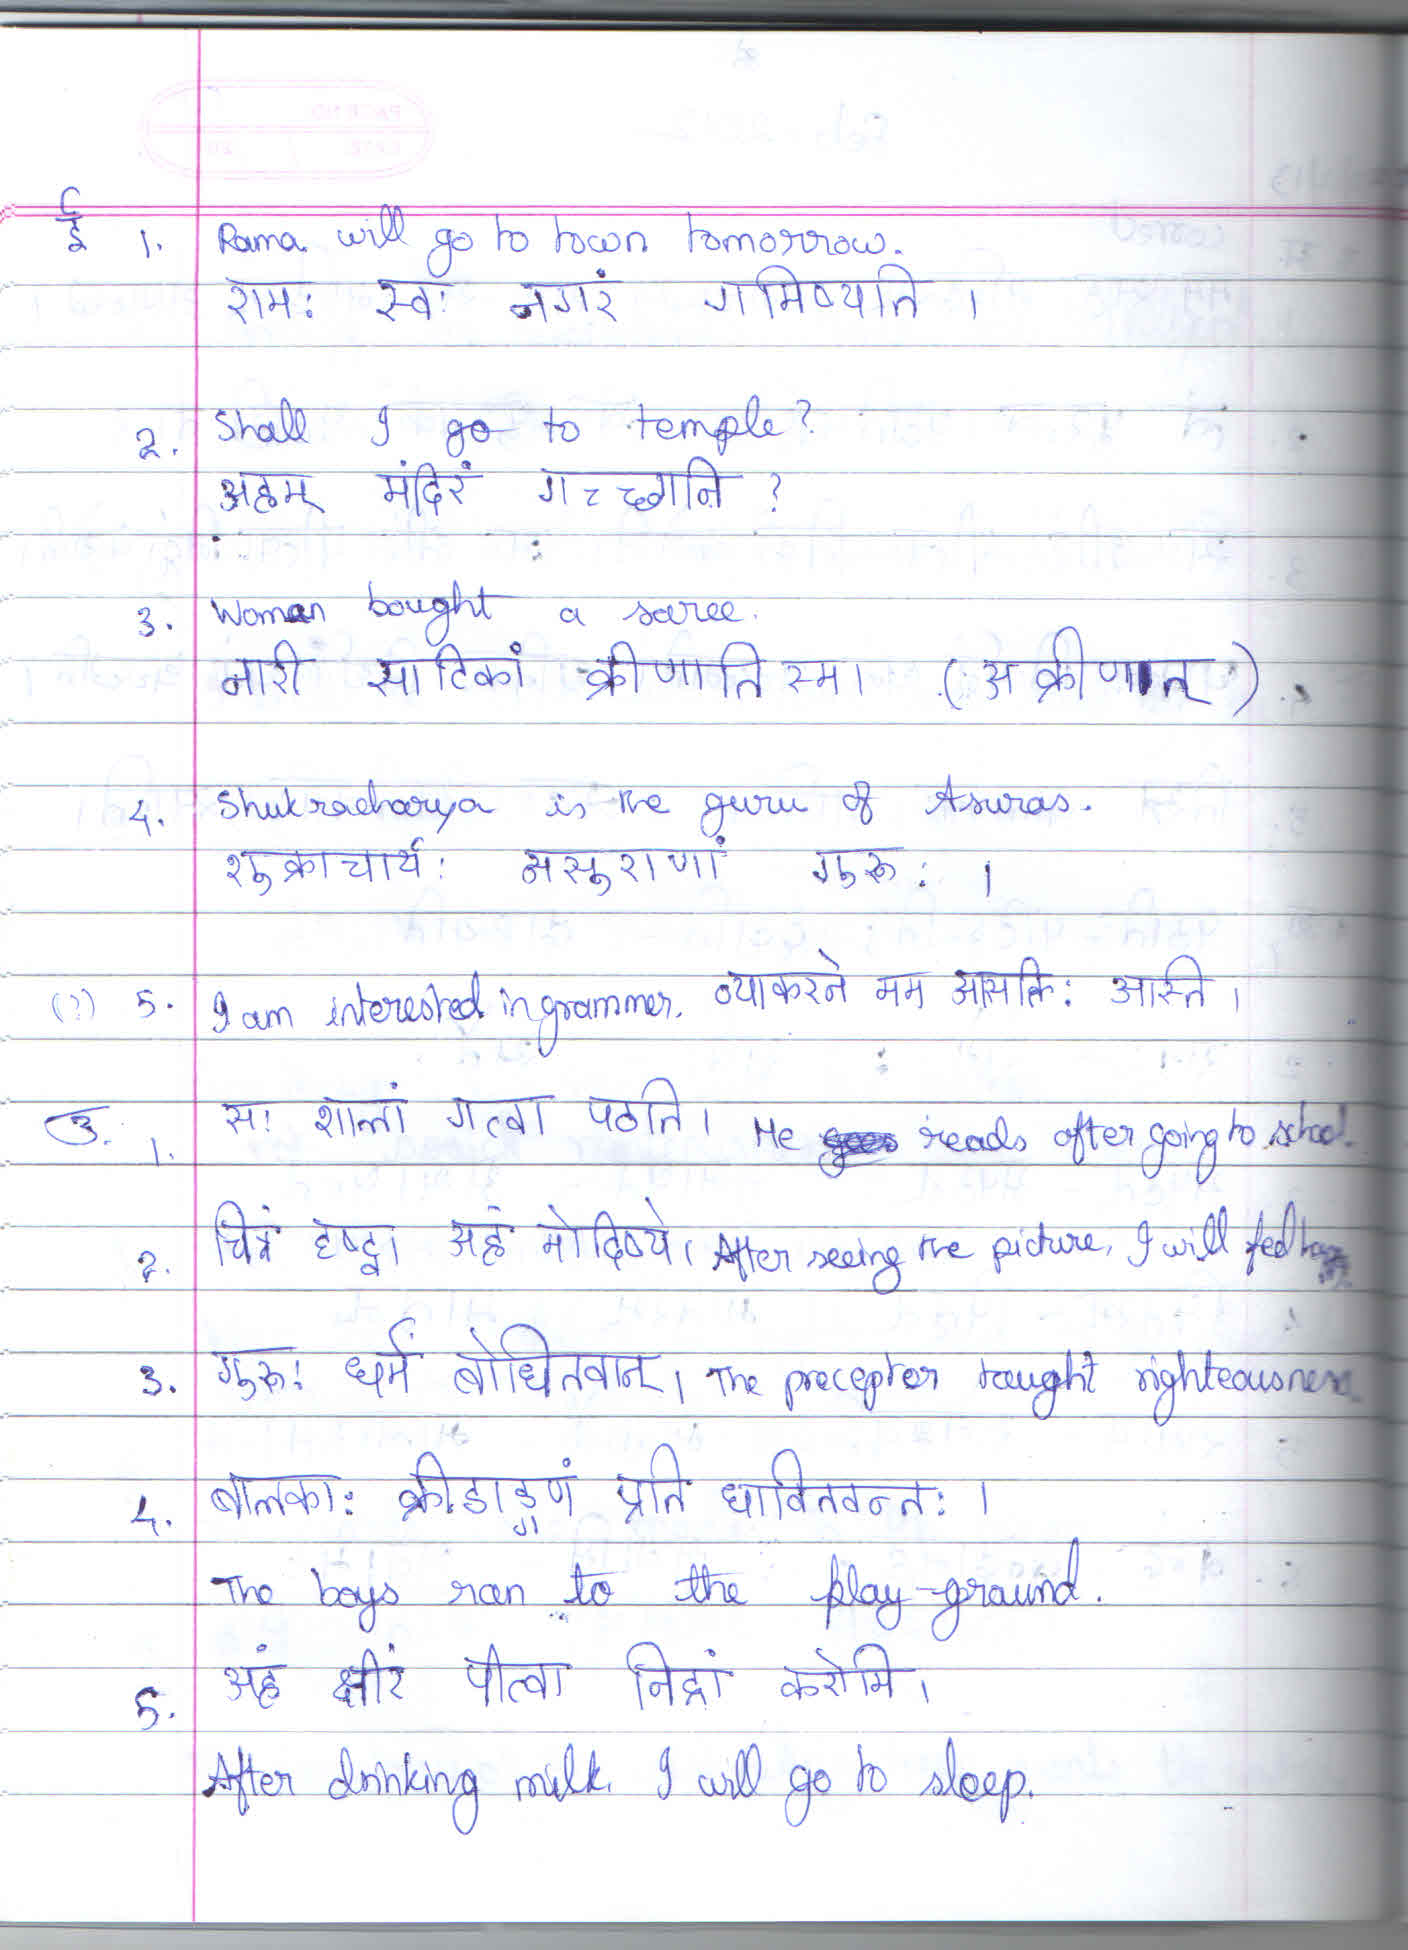 1. Rama will go to town tomorrow.
रामः स्वः नगरं गमिष्यति ।
2. Shall I go to temple?
अहम् मंदिरं गच्छानि ?
3. Woman bought a saree.
नारी साटिकां क्रीणाति स्म। (अक्रीणात्)
4. Shukracharya is the guru of Asuras.
शुक्राचार्यः असुराणां गुरुः ।
(?) 5. I am interested in grammer. व्याकरने मम आसक्तिः अस्ति ।
उ. 1. सः शालां गत्वा पठति। He reads after going to school.
2. चित्रं दृष्ट्वा अहं मोदिष्ये। After seeing the picture, I will feel
3. गुरुः धर्मं बोधितवान्। The precepter taught righteousness
4. बालकाः क्रीडाङ्गणं प्रति धावितवन्तः ।
The boys ran to the play-ground.
5. अहं क्षीरं पीत्वा निद्रां करोमि।
After drinking milk. I will go to sleep.